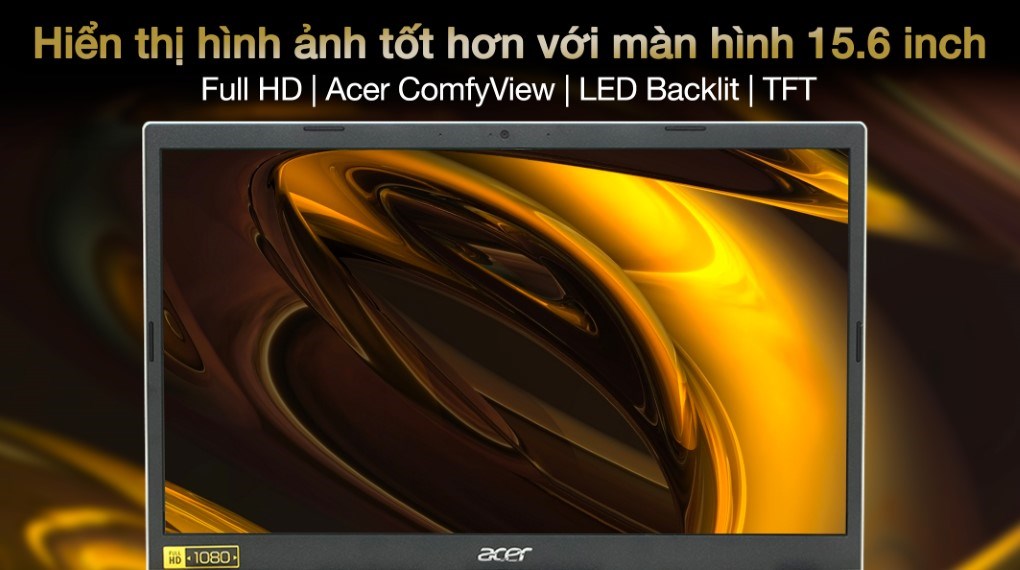 Hiển thị hình ảnh tốt hơn với màn hình 15.6 inch
Full HD | Acer ComfyView | LED Backlit | TFT
FULL HD 1080
acer